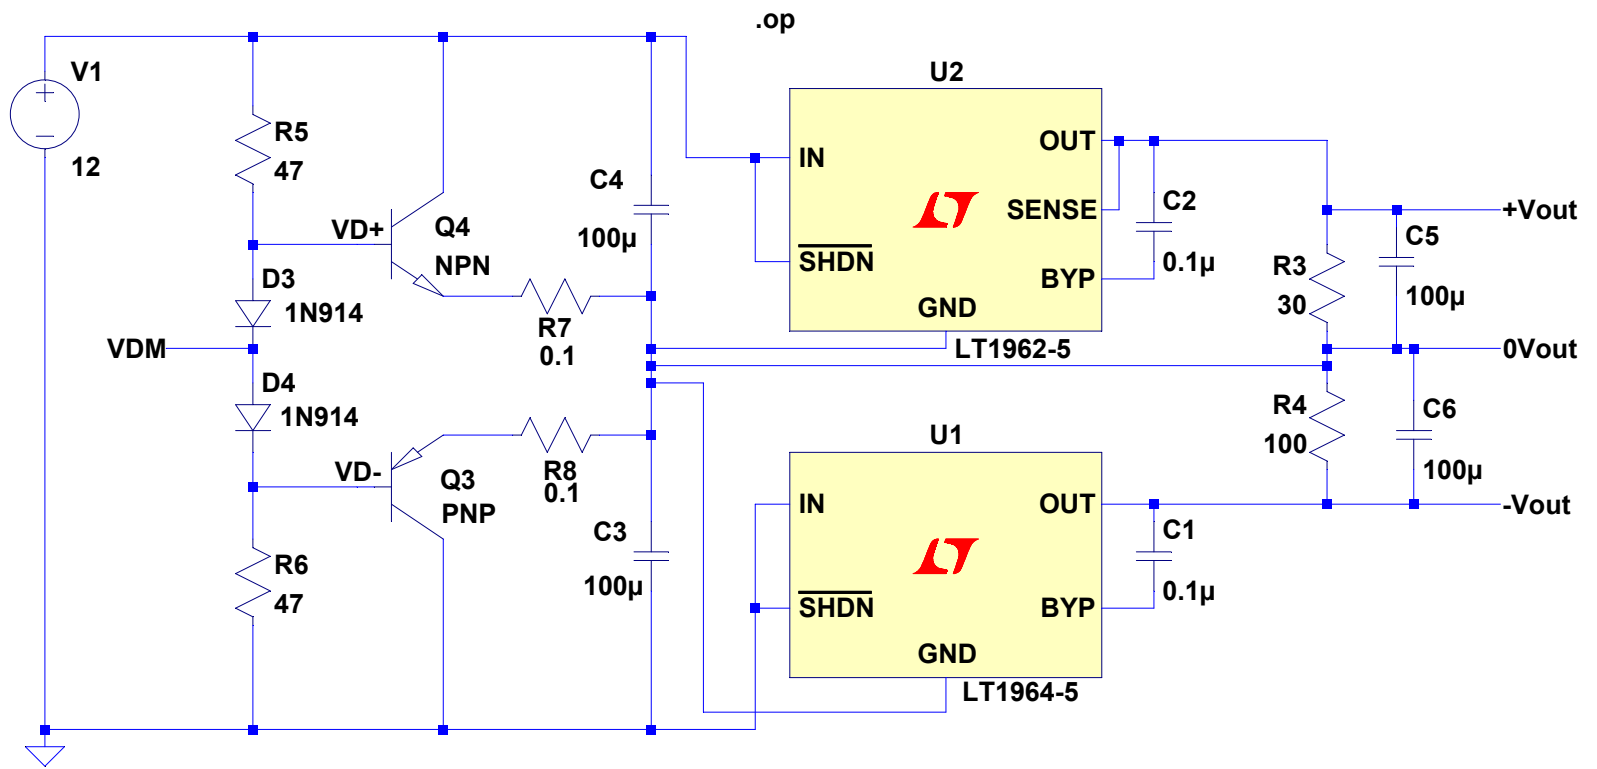 .op
V1
12
R5
47
VD+
Q4
NPN
D3
1N914
VDM
D4
1N914
VD-
Q3
PNP
R6
47
R7
0.1
R8
0.1
C4
100µ
C3
100µ
U2
IN
SHDN
OUT
SENSE
BYP
GND
LT1962-5
C2
0.1µ
U1
IN
SHDN
OUT
BYP
GND
LT1964-5
C1
0.1µ
R3
30
C5
100µ
R4
100
C6
100µ
+Vout
0Vout
-Vout